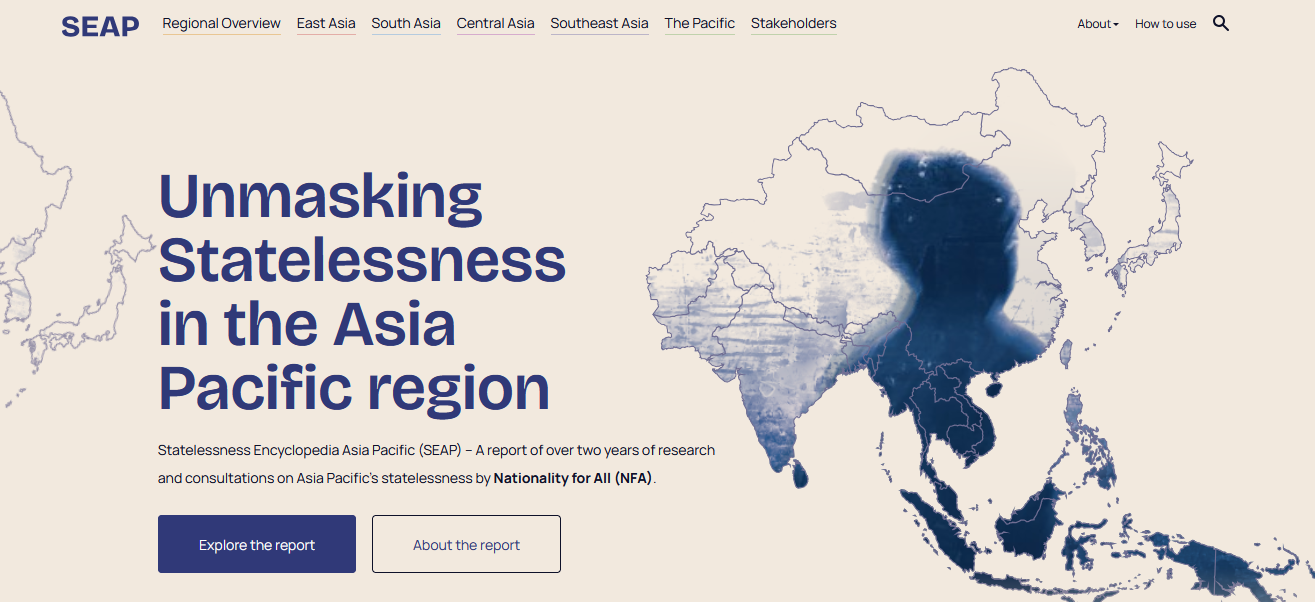 SEAP
Regional Overview
East Asia
South Asia
Central Asia
Southeast Asia
The Pacific
Stakeholders
About
How to use
Unmasking
Statelessness
in the Asia
Pacific region
Statelessness Encyclopedia Asia Pacific (SEAP) – A report of over two years of research
and consultations on Asia Pacific's statelessness by Nationality for All (NFA).
Explore the report
About the report